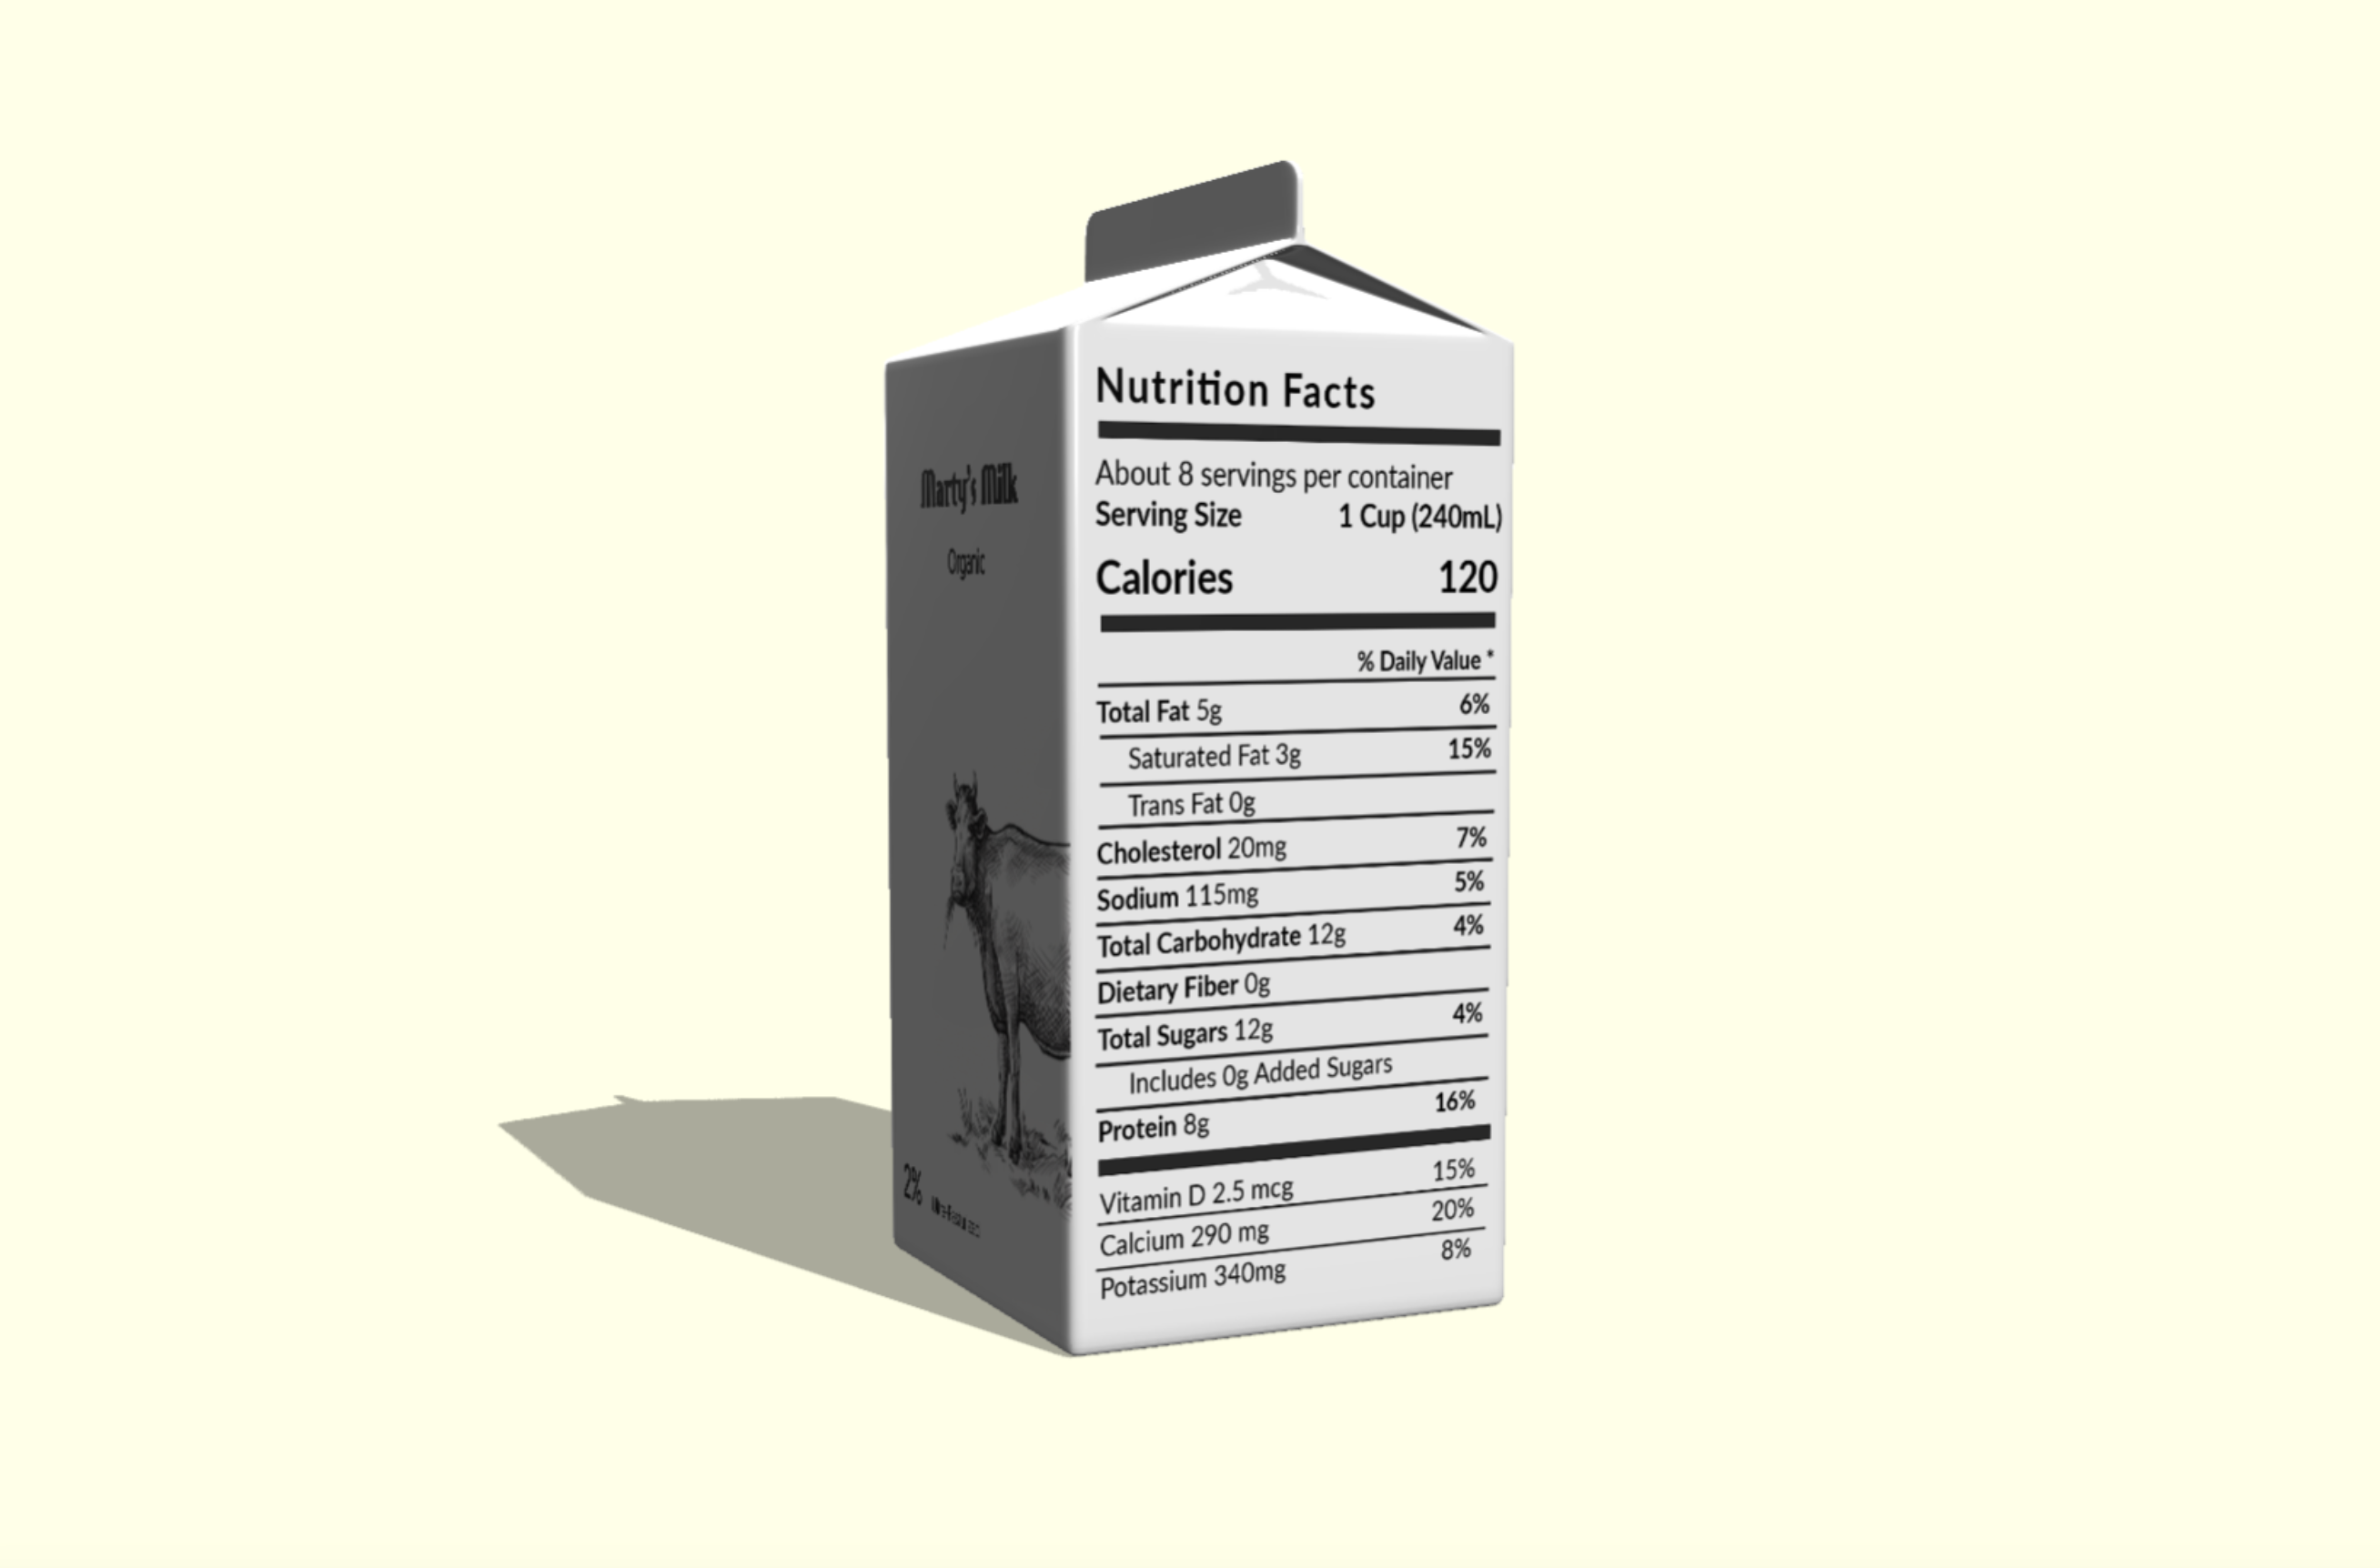 Marty's Milk
Organic
2%
Nutrition Facts
About 8 servings per container
Serving Size 1 Cup (240mL)
Calories 120
% Daily Value *
Total Fat 5g 6%
Saturated Fat 3g 15%
Trans Fat 0g
Cholesterol 20mg 7%
Sodium 115mg 5%
Total Carbohydrate 12g 4%
Dietary Fiber 0g
Total Sugars 12g 4%
Includes 0g Added Sugars
Protein 8g 16%
Vitamin D 2.5 mcg 15%
Calcium 290 mg 20%
Potassium 340mg 8%